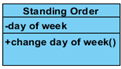 Standing Order
-day of week
+change day of week()